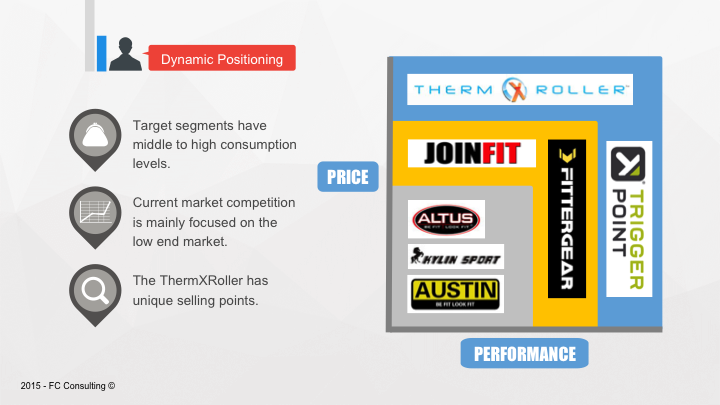 Dynamic Positioning
Target segments have
middle to high consumption
levels.
Current market competition
is mainly focused on the
low end market.
The ThermXRoller has
unique selling points.
PRICE
THERM X ROLLER™
JOINFIT
ALTUS
BE FIT · LOOK FIT
KYLIN SPORT
AUSTIN
BE FIT LOOK FIT
FITTERGEAR
TRIGGER
POINT
PERFORMANCE
2015 - FC Consulting ©